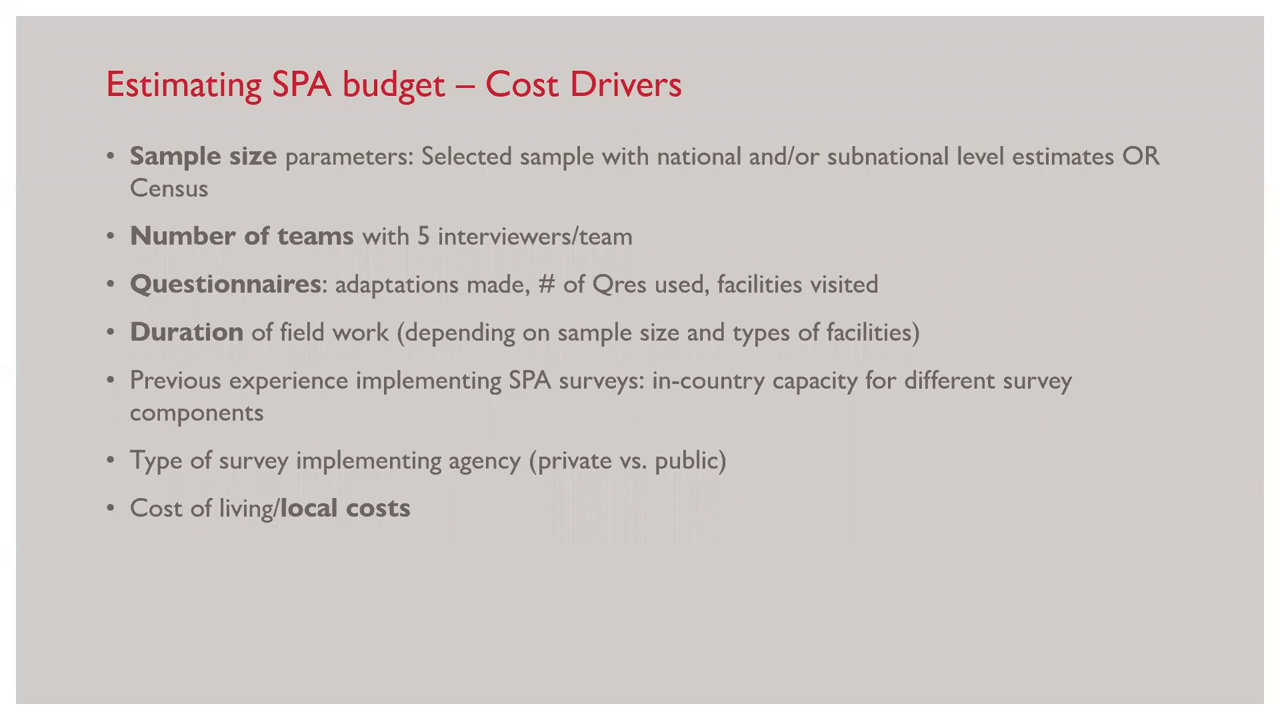 Estimating SPA budget – Cost Drivers
• Sample size parameters: Selected sample with national and/or subnational level estimates OR
Census
• Number of teams with 5 interviewers/team
• Questionnaires: adaptations made, # of Qres used, facilities visited
• Duration of field work (depending on sample size and types of facilities)
• Previous experience implementing SPA surveys: in-country capacity for different survey
components
• Type of survey implementing agency (private vs. public)
• Cost of living/local costs